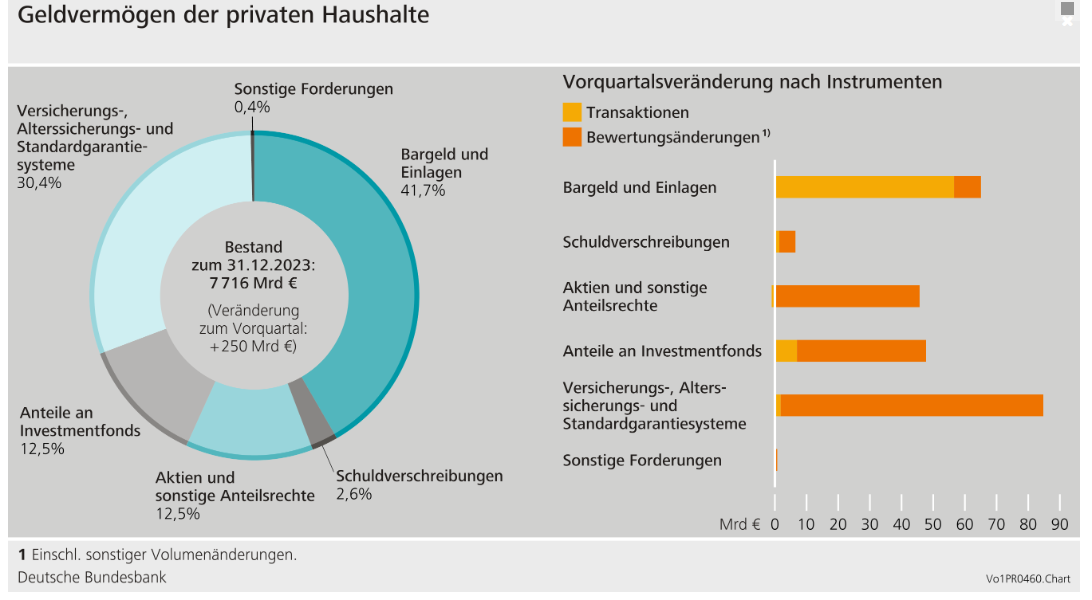 Geldvermögen der privaten Haushalte
Sonstige Forderungen
0,4%
Versicherungs-,
Alterssicherungs- und
Standardgarantie-
systeme
30,4%
Bargeld und
Einlagen
41,7%
Bestand
zum 31.12.2023:
7 716 Mrd €
(Veränderung
zum Vorquartal:
+250 Mrd €)
Anteile an
Investmentfonds
12,5%
Aktien und
sonstige Anteilsrechte
12,5%
Schuldverschreibungen
2,6%
Vorquartalsveränderung nach Instrumenten
Transaktionen
Bewertungsänderungen 1)
Bargeld und Einlagen
Schuldverschreibungen
Aktien und sonstige
Anteilsrechte
Anteile an Investmentfonds
Versicherungs-, Alters-
sicherungs- und
Standardgarantiesysteme
Sonstige Forderungen
Mrd € 0 10 20 30 40 50 60 70 80 90
1 Einschl. sonstiger Volumenänderungen.
Deutsche Bundesbank
Vo1PR0460.Chart